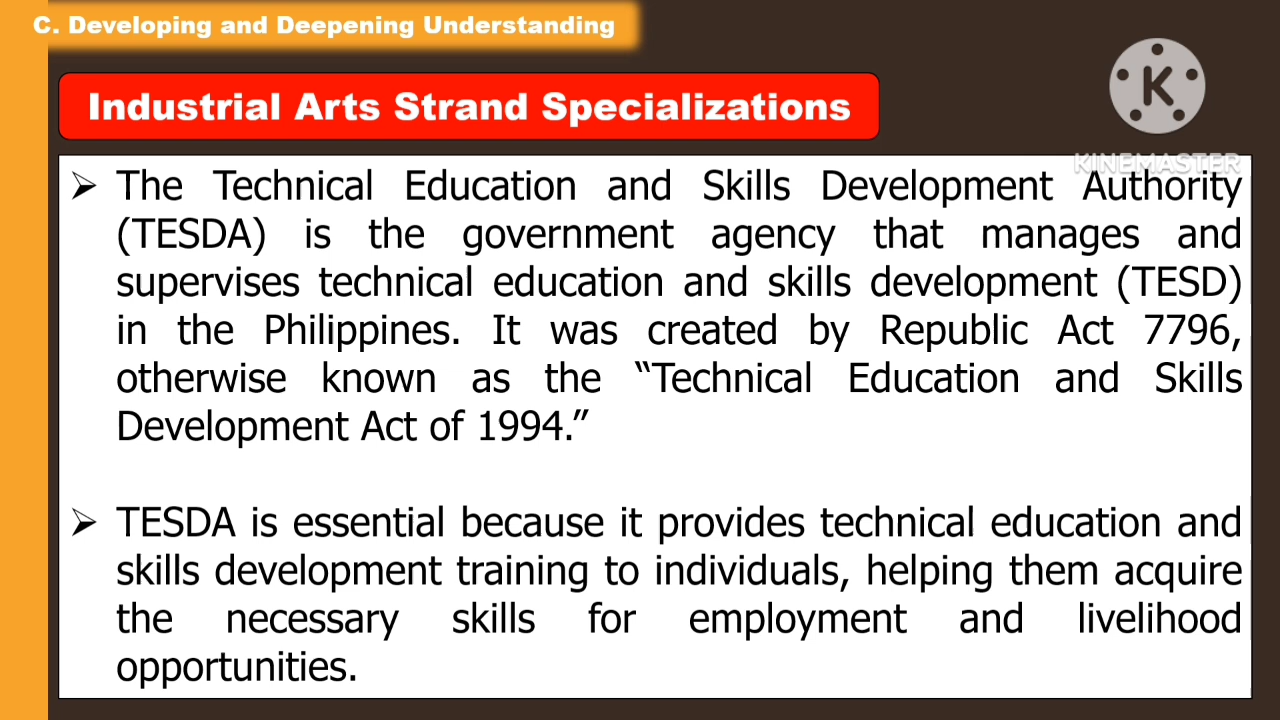 C. Developing and Deepening Understanding
Industrial Arts Strand Specializations
K
KINEMASTER
➢ The Technical Education and Skills Development Authority
(TESDA) is the government agency that manages and
supervises technical education and skills development (TESD)
in the Philippines. It was created by Republic Act 7796,
otherwise known as the “Technical Education and Skills
Development Act of 1994.”
➢ TESDA is essential because it provides technical education and
skills development training to individuals, helping them acquire
the necessary skills for employment and livelihood
opportunities.